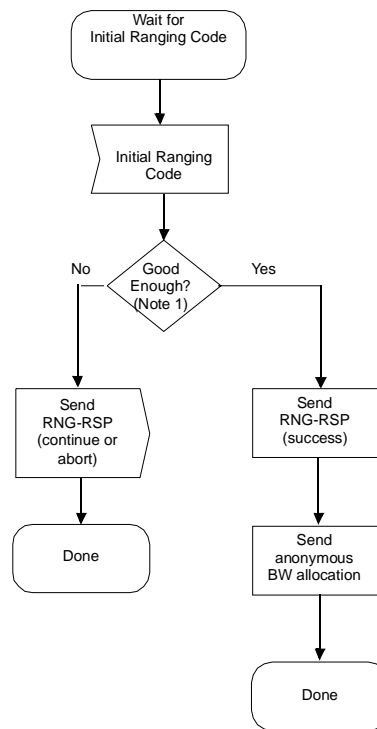 Wait for
Initial Ranging Code
Initial Ranging
Code
No
Good
Enough?
(Note 1)
Yes
Send
RNG-RSP
(continue or
abort)
Send
RNG-RSP
(success)
Done
Send
anonymous
BW allocation
Done